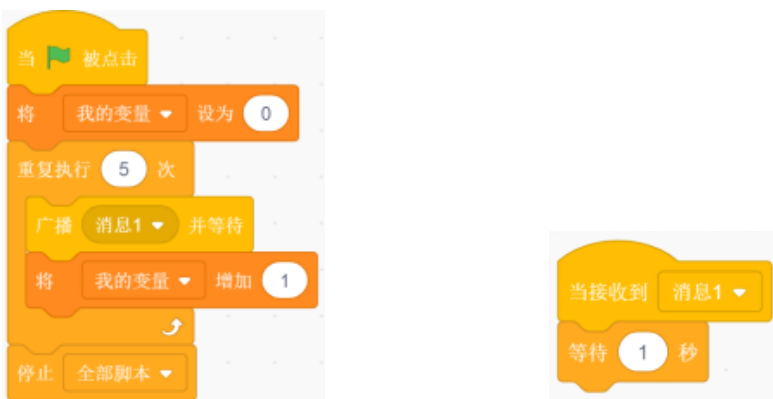 当 被点击
将 我的变量 设为 0
重复执行 5 次
广播 消息1 并等待
将 我的变量 增加 1
停止 全部脚本
当接收到 消息1
等待 1 秒